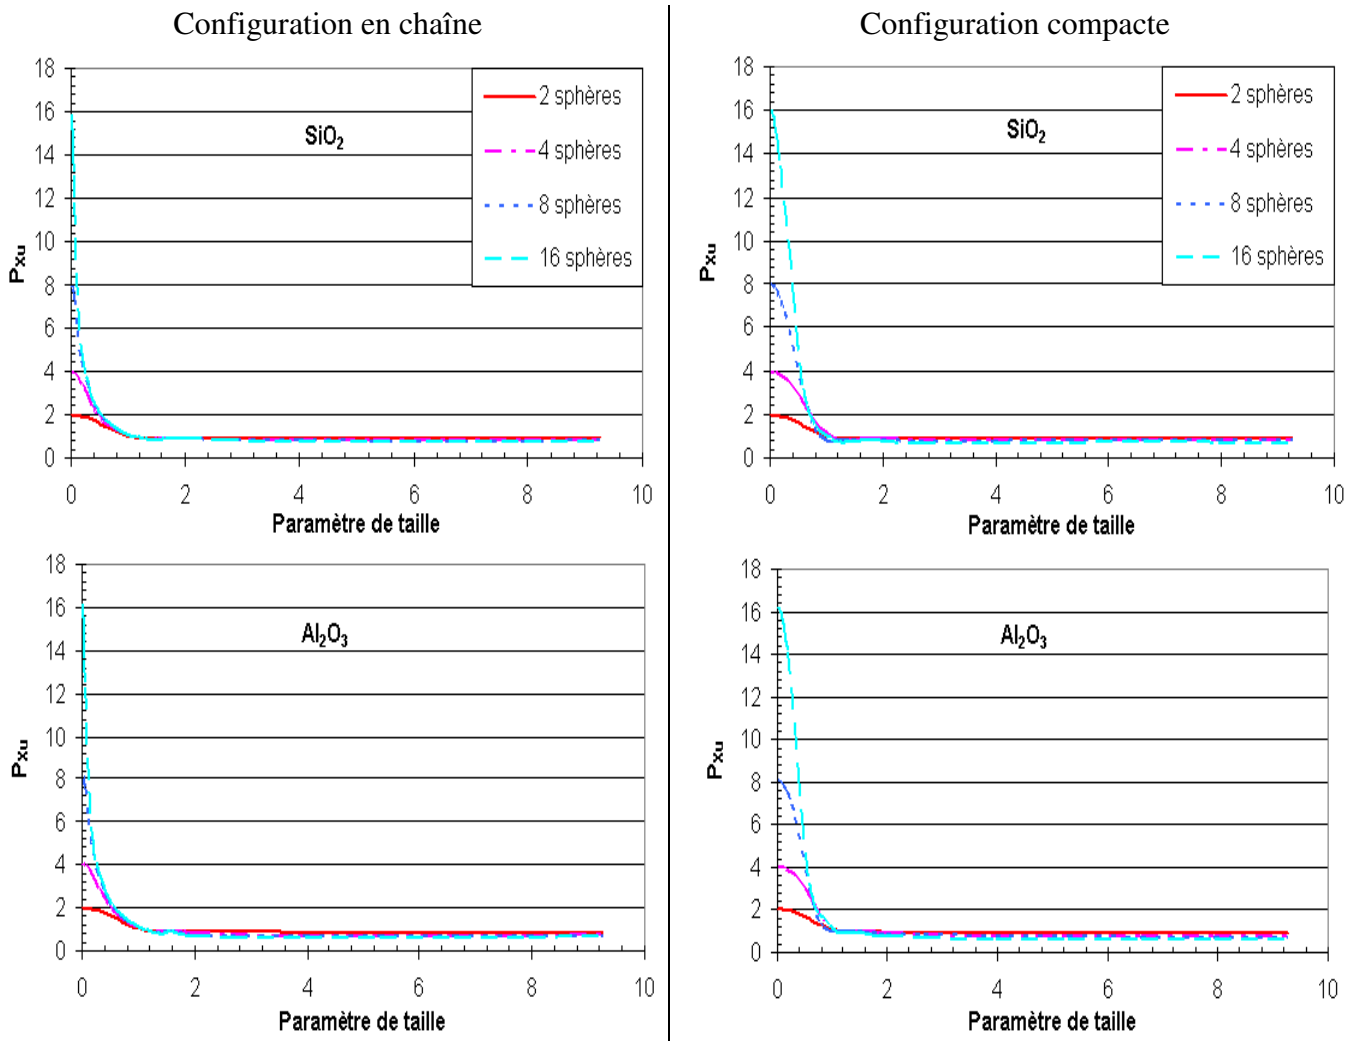 Configuration en chaîne
Configuration compacte
18
16
14
12
10
8
6
4
2
0
Pxu
SiO₂
2 sphères
4 sphères
8 sphères
16 sphères
0 2 4 6 8 10
Paramètre de taille
18
16
14
12
10
8
6
4
2
0
Pxu
SiO₂
2 sphères
4 sphères
8 sphères
16 sphères
0 2 4 6 8 10
Paramètre de taille
18
16
14
12
10
8
6
4
2
0
Pxu
Al₂O₃
0 2 4 6 8 10
Paramètre de taille
18
16
14
12
10
8
6
4
2
0
Pxu
Al₂O₃
0 2 4 6 8 10
Paramètre de taille